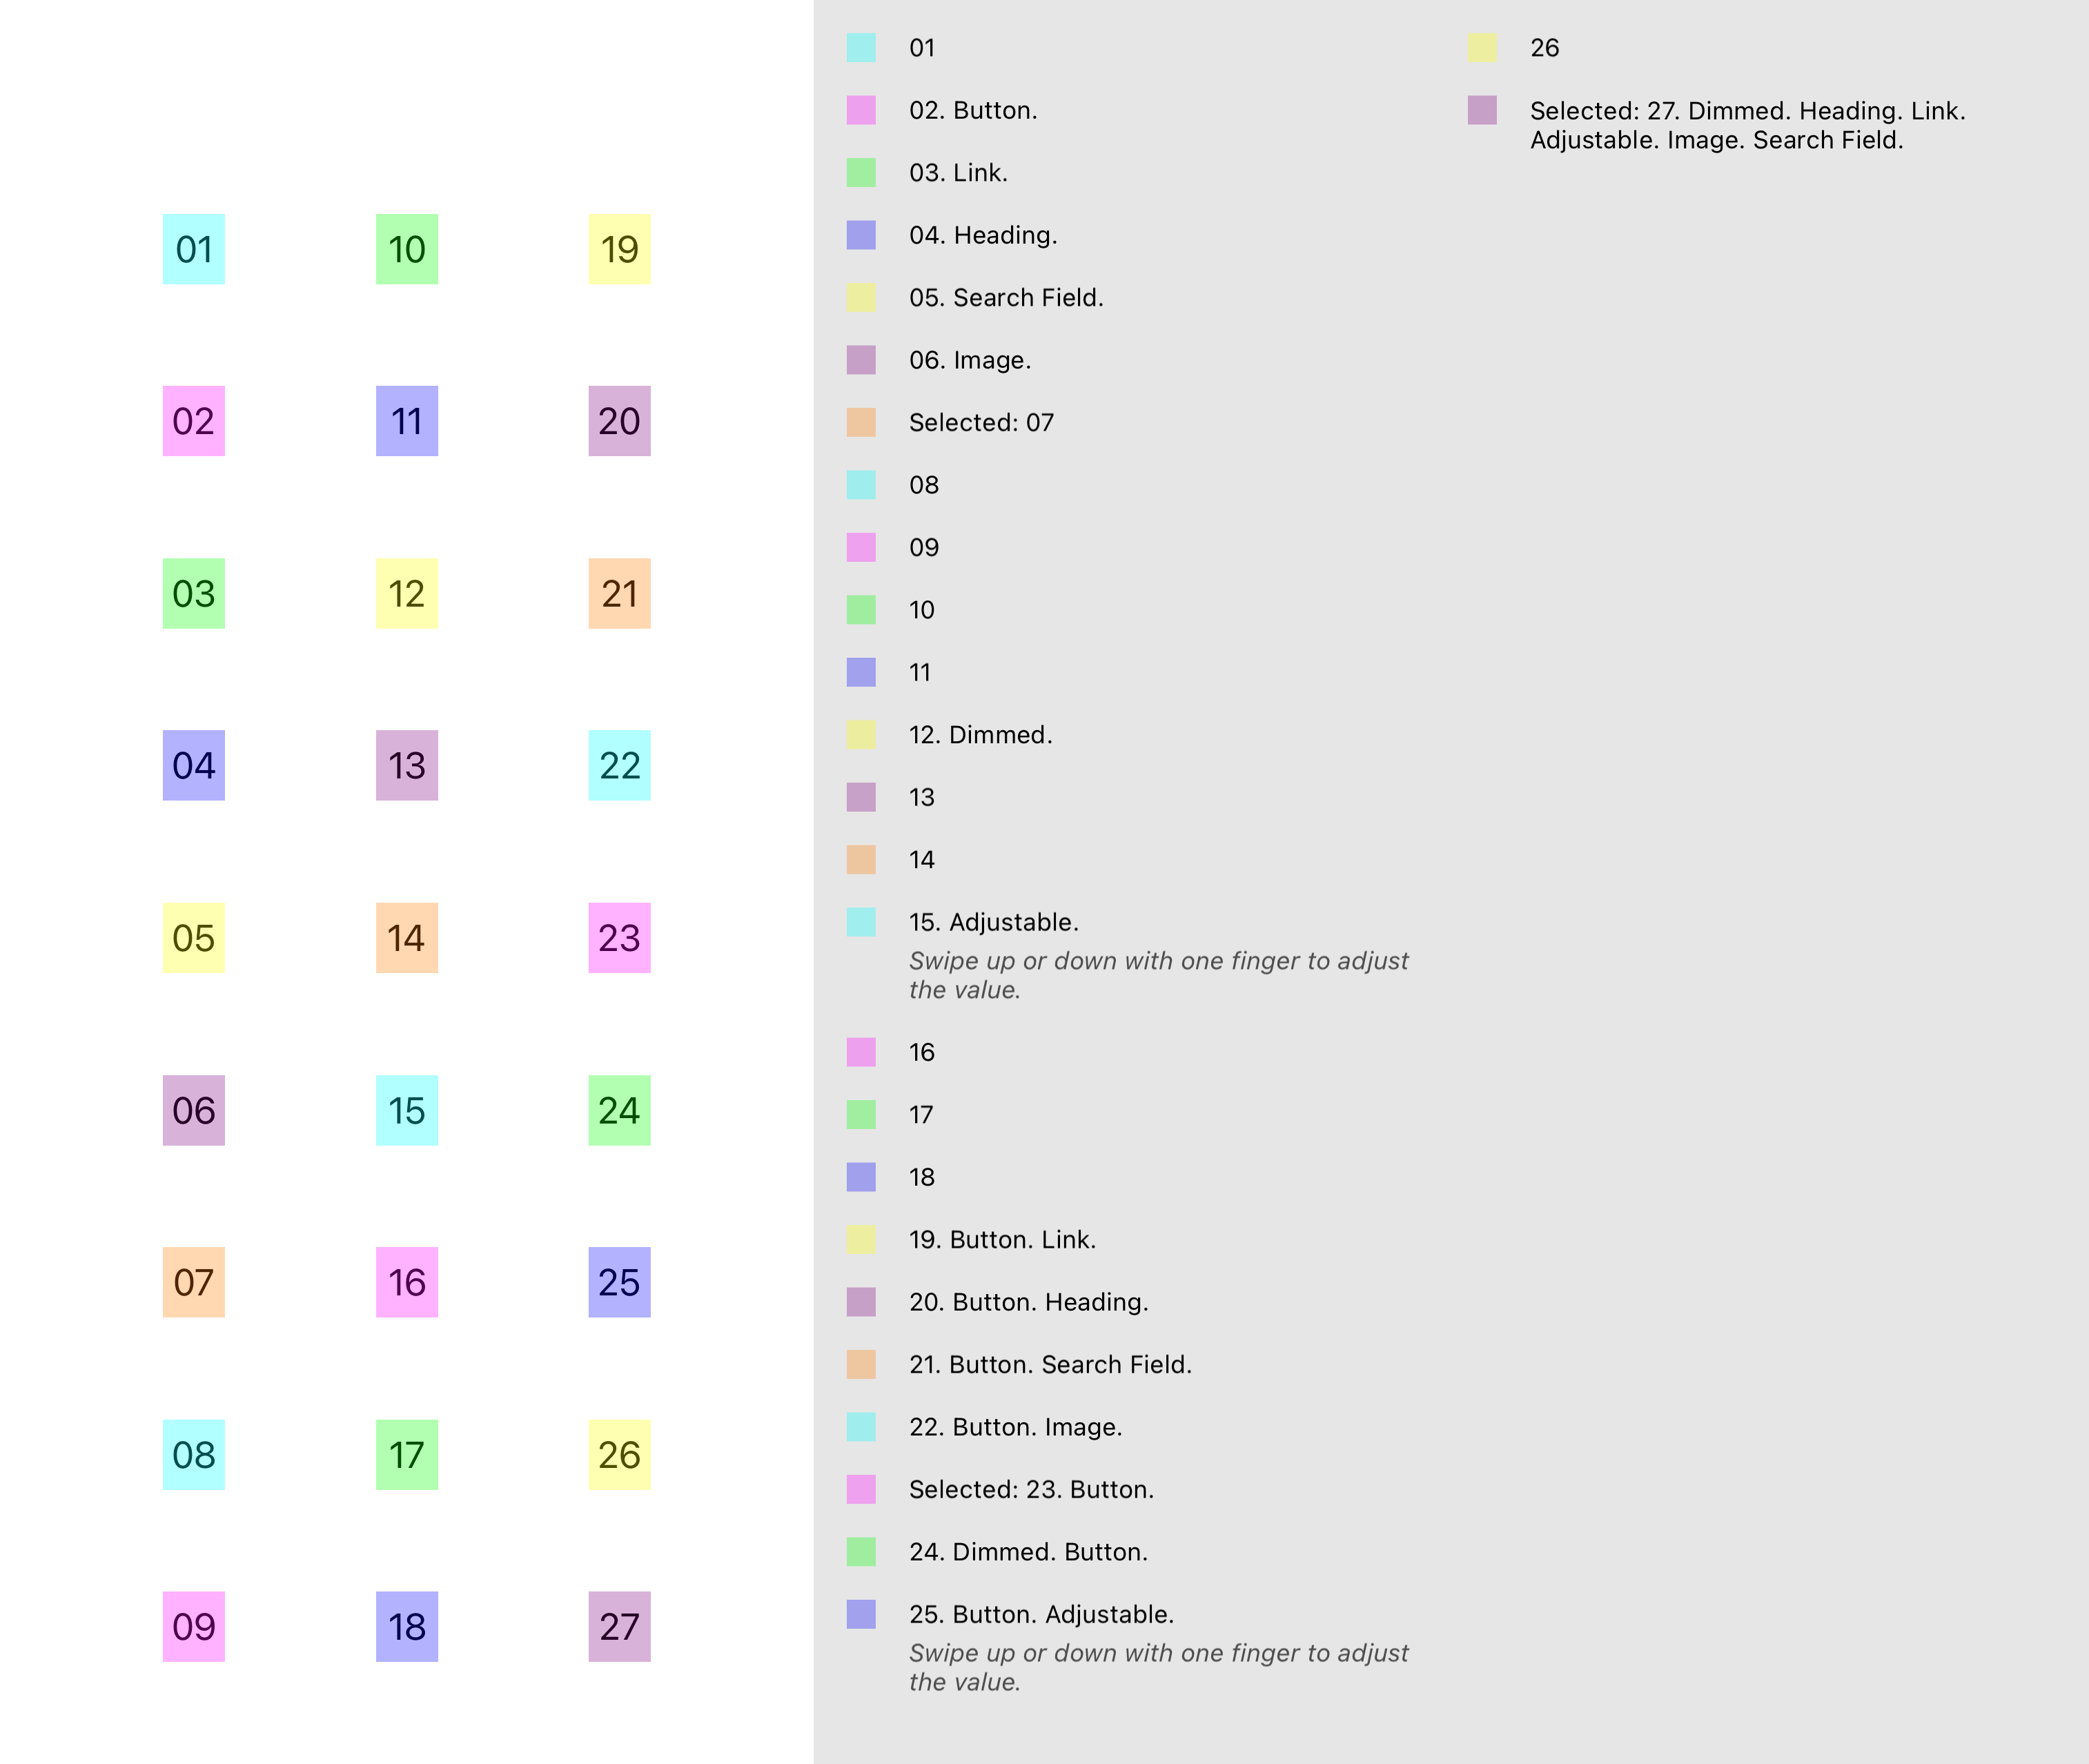 01 10 19
02 11 20
03 12 21
04 13 22
05 14 23
06 15 24
07 16 25
08 17 26
09 18 27
01
02. Button.
03. Link.
04. Heading.
05. Search Field.
06. Image.
Selected: 07
08
09
10
11
12. Dimmed.
13
14
15. Adjustable.
Swipe up or down with one finger to adjust
the value.
16
17
18
19. Button. Link.
20. Button. Heading.
21. Button. Search Field.
22. Button. Image.
Selected: 23. Button.
24. Dimmed. Button.
25. Button. Adjustable.
Swipe up or down with one finger to adjust
the value.
26
Selected: 27. Dimmed. Heading. Link.
Adjustable. Image. Search Field.